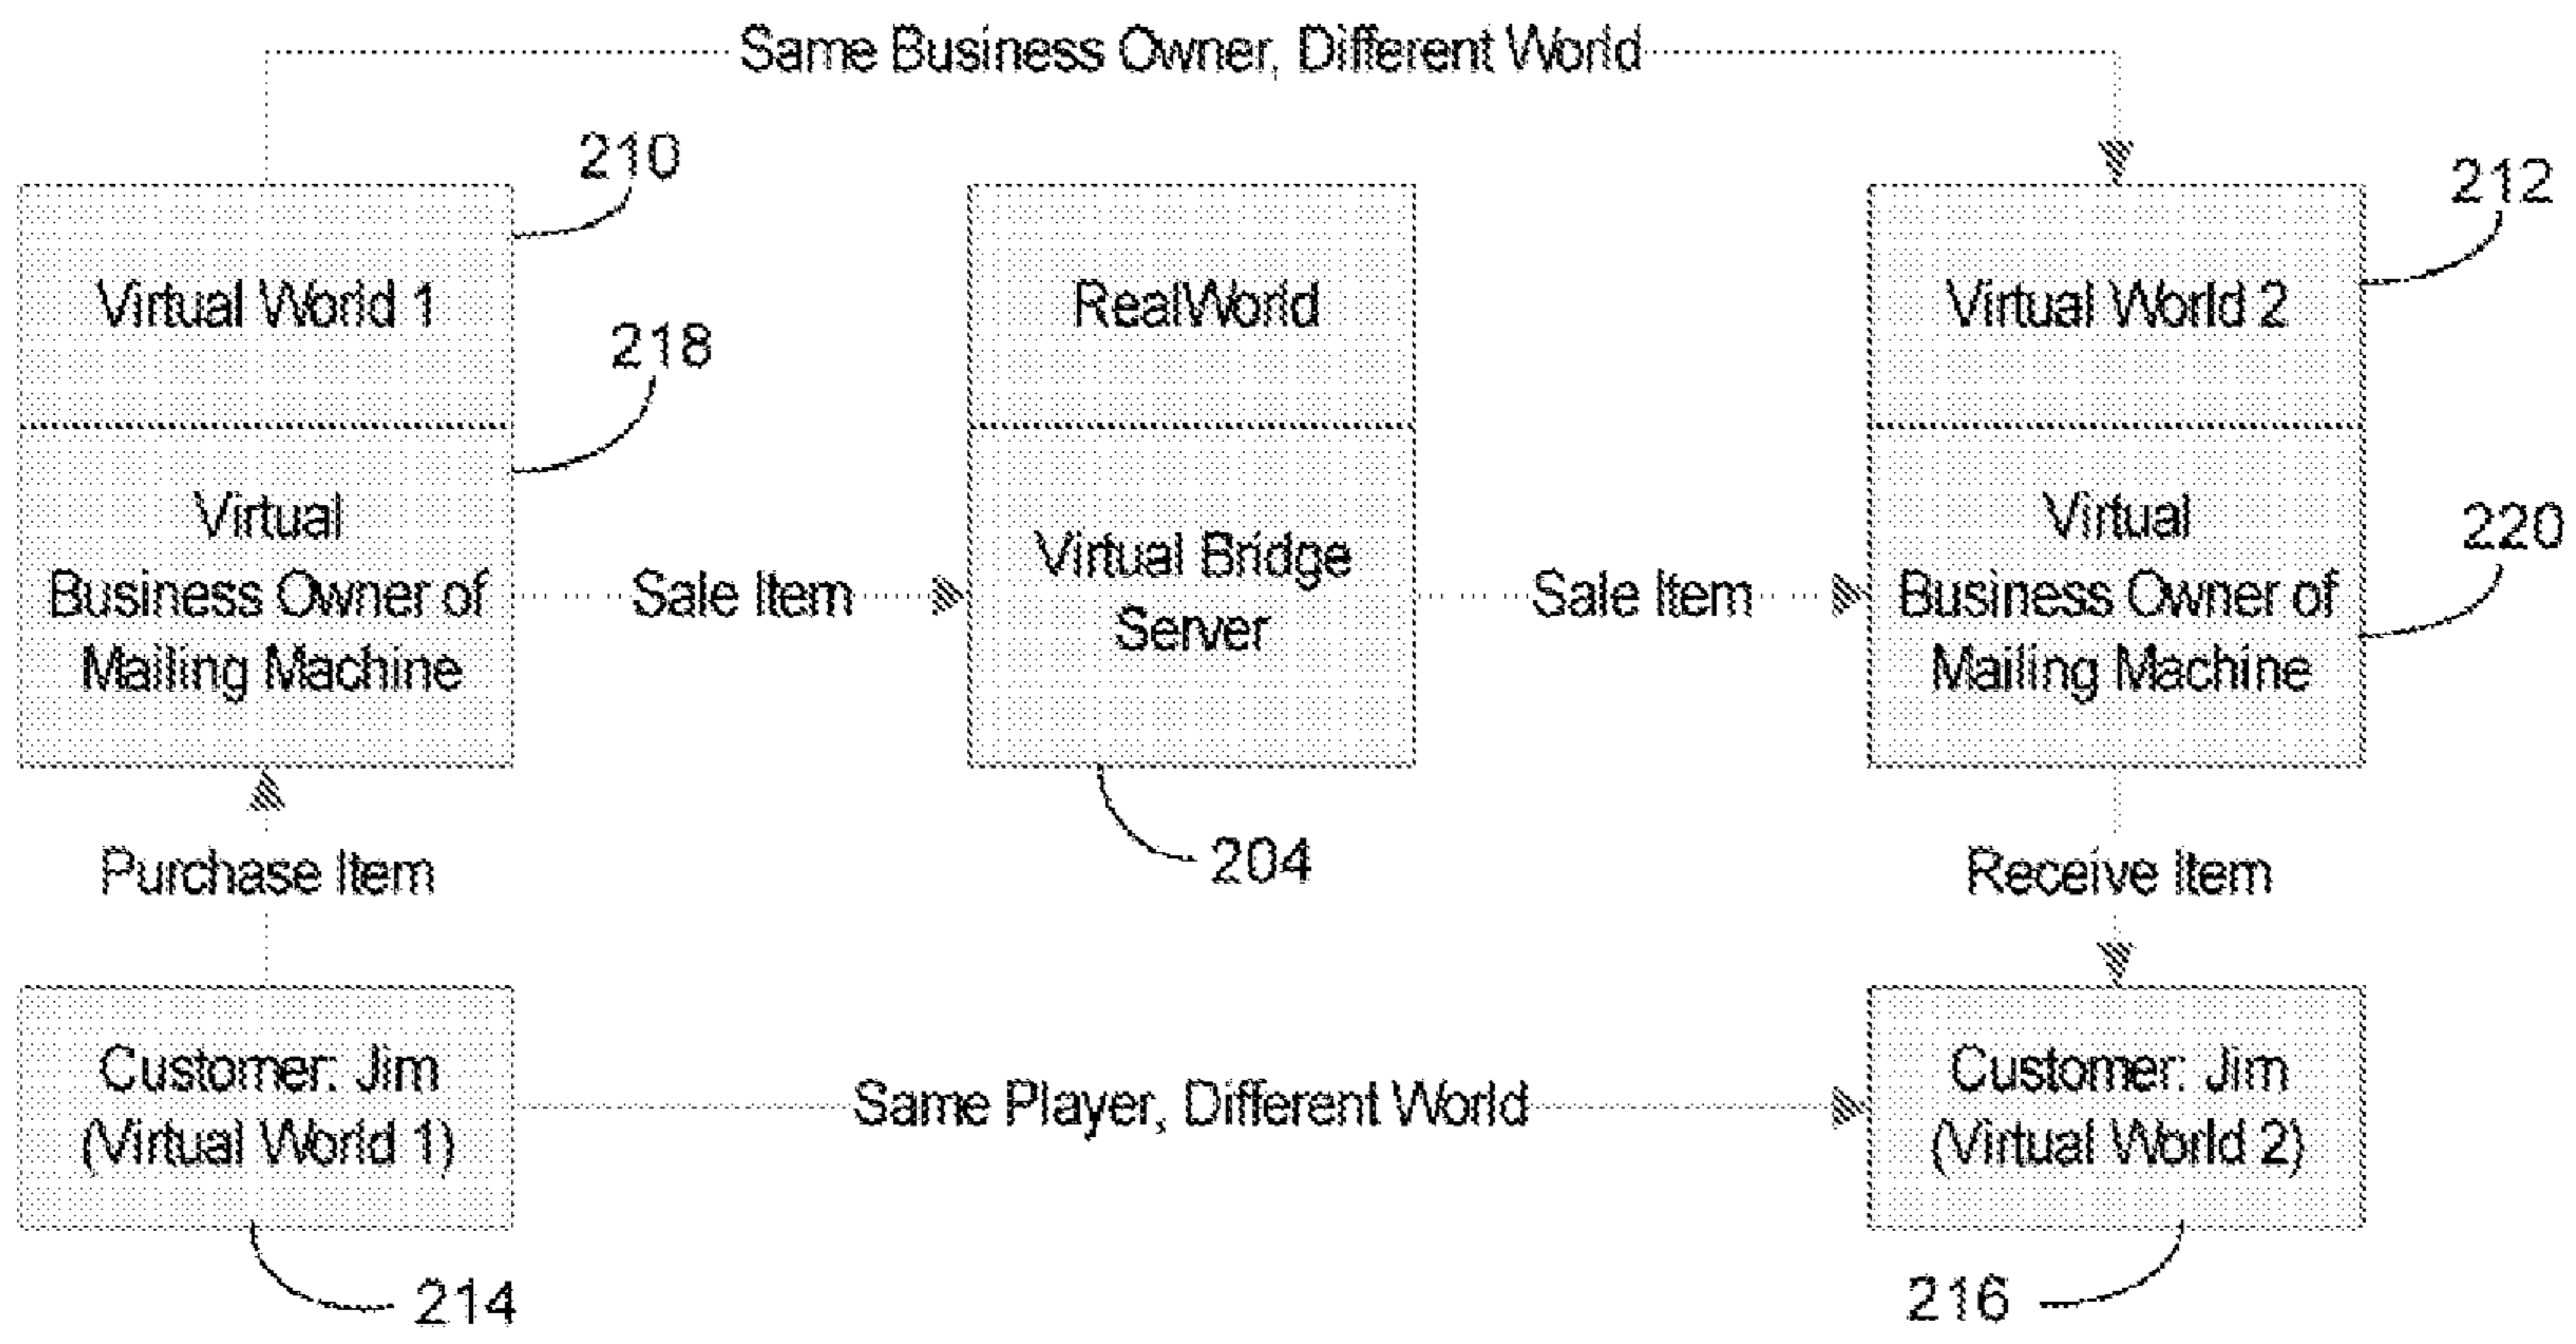 Same Business Owner, Different World
210
212
Virtual World 1
RealWorld
Virtual World 2
218
Virtual
Business Owner of
Mailing Machine
Sale Item
Virtual Bridge
Server
Sale Item
Virtual
Business Owner of
Mailing Machine
220
Purchase Item
204
Receive Item
Customer: Jim
(Virtual World 1)
Same Player, Different World
Customer: Jim
(Virtual World 2)
214
216